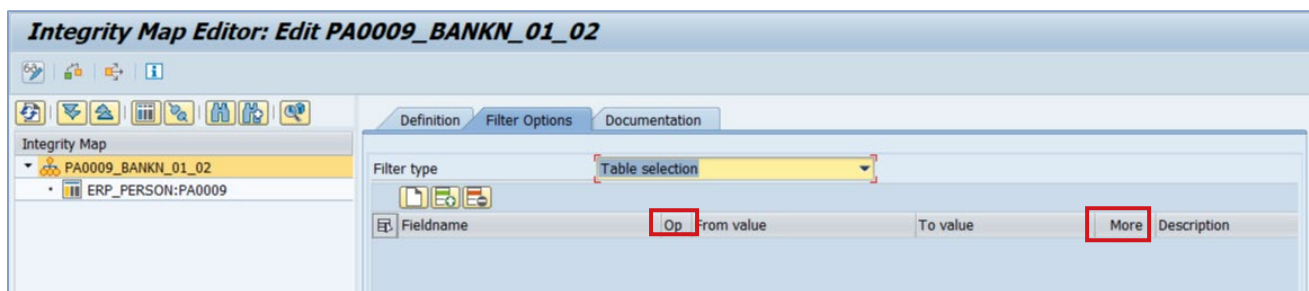 Integrity Map Editor: Edit PA0009_BANKN_01_02
Definition Filter Options Documentation
Integrity Map
PA0009_BANKN_01_02
ERP_PERSON:PA0009
Filter type Table selection
Fieldname Op From value To value More Description